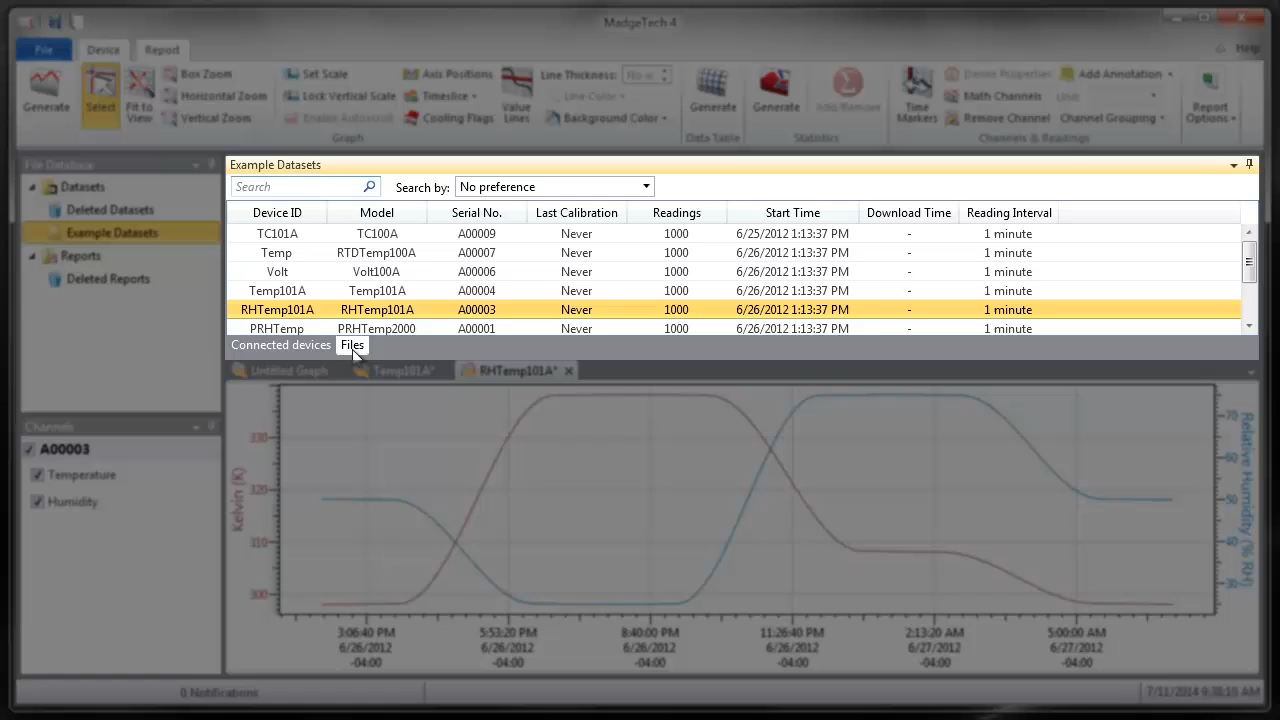 MadgeTech 4
File Device Report Help
Box Zoom Set Scale Axis Positions Line Thickness: Define Properties Add Annotation
Horizontal Zoom Lock Vertical Scale Timeslice Line Color Math Channels Unit:
Generate Select Fit to View Vertical Zoom Enable Autoscroll Cooling Flags Value Lines Background Color Generate Generate Add/Remove Time Markers Remove Channel Channel Grouping Report Options
Graph Data Table Statistics Channels & Readings
File Database
Datasets
Deleted Datasets
Example Datasets
Reports
Deleted Reports
Example Datasets
Search Search by: No preference
Device ID Model Serial No. Last Calibration Readings Start Time Download Time Reading Interval
TC101A TC100A A00009 Never 1000 6/25/2012 1:13:37 PM - 1 minute
Temp RTDTemp100A A00007 Never 1000 6/26/2012 1:13:37 PM - 1 minute
Volt Volt100A A00006 Never 1000 6/26/2012 1:13:37 PM - 1 minute
Temp101A Temp101A A00004 Never 1000 6/26/2012 1:13:37 PM - 1 minute
RHTemp101A RHTemp101A A00003 Never 1000 6/26/2012 1:13:37 PM - 1 minute
PRHTemp PRHTemp2000 A00001 Never 1000 6/26/2012 1:13:37 PM - 1 minute
Connected devices Files
Untitled Graph Temp101A* RHTemp101A*
Channels
A00003
Temperature
Humidity
Kelvin (K)
330
320
310
300
Relative Humidity (% RH)
70
60
50
40
30
3:06:40 PM 5:53:20 PM 8:40:00 PM 11:26:40 PM 2:13:20 AM 5:00:00 AM
6/26/2012 6/26/2012 6/26/2012 6/26/2012 6/27/2012 6/27/2012
-04:00 -04:00 -04:00 -04:00 -04:00 -04:00
0 Notifications
7/11/2014 9:38:10 AM